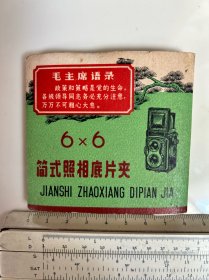 毛主席语录
政策和策略是党的生命，
各级领导同志务必充分注意，
万万不可粗心大意。
6×6
简式照相底片夹
JIANSHI ZHAOXIANG DIPIAN JIA